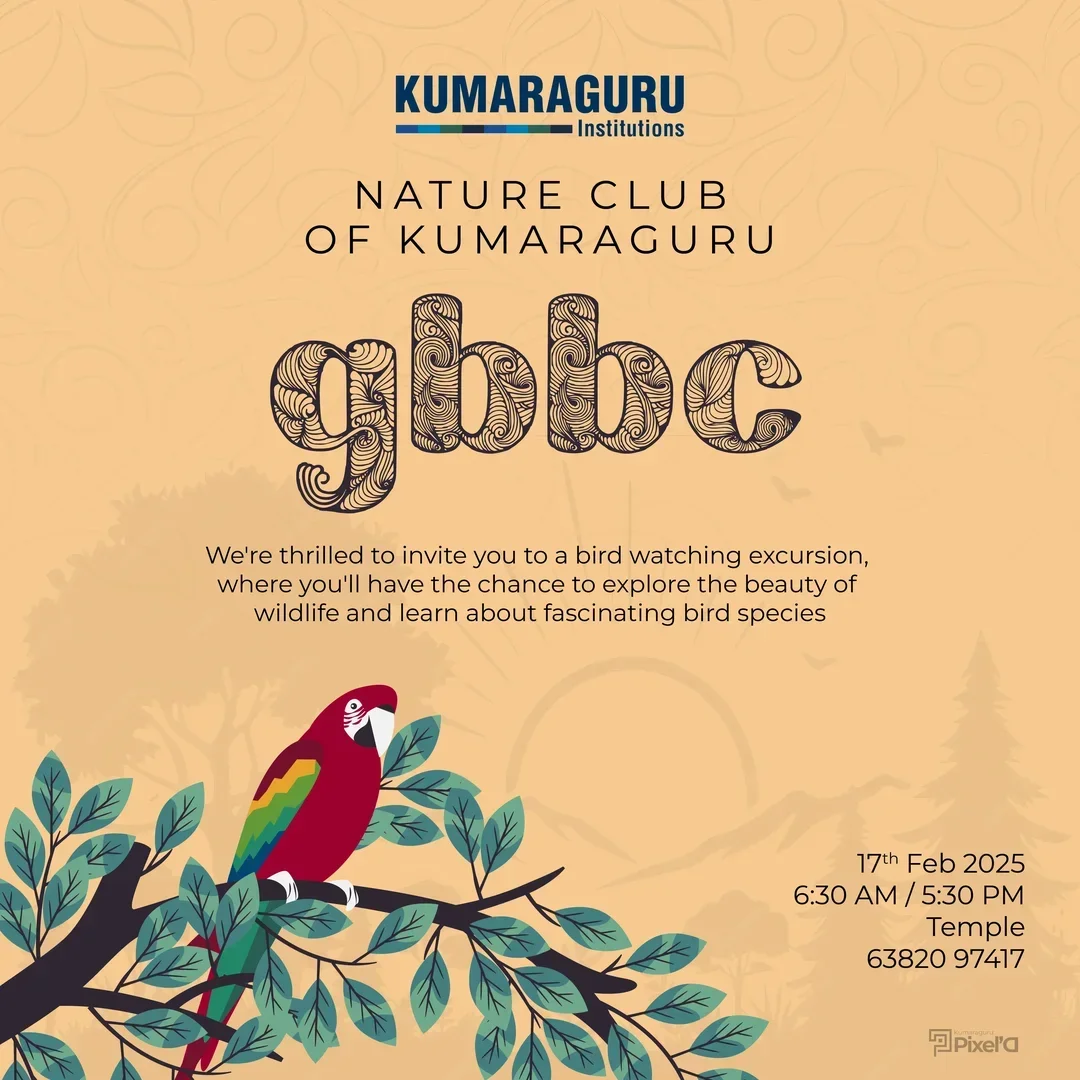 KUMARAGURU
Institutions
NATURE CLUB
OF KUMARAGURU
gbbc
We're thrilled to invite you to a bird watching excursion,
where you'll have the chance to explore the beauty of
wildlife and learn about fascinating bird species
17th Feb 2025
6:30 AM / 5:30 PM
Temple
63820 97417
kumaraguru
Pixel'D